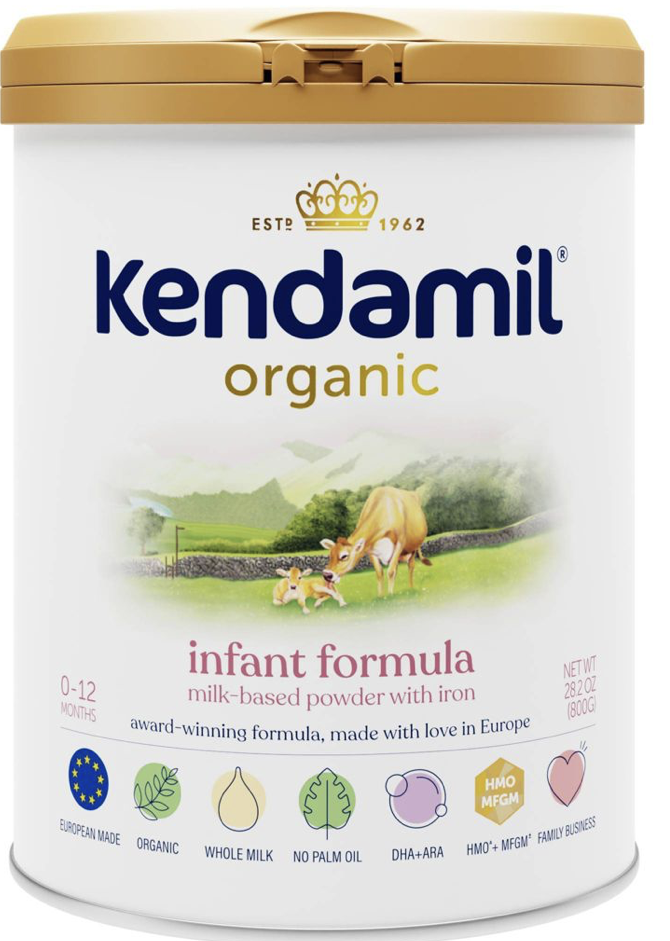 ESTD 1962
Kendamil®
organic
infant formula
milk-based powder with iron
0-12
MONTHS
NET WT
28.2 OZ
(800G)
award-winning formula, made with love in Europe
HMO
MFGM
EUROPEAN MADE
ORGANIC
WHOLE MILK
NO PALM OIL
DHA+ARA
HMO*+ MFGM‡
FAMILY BUSINESS